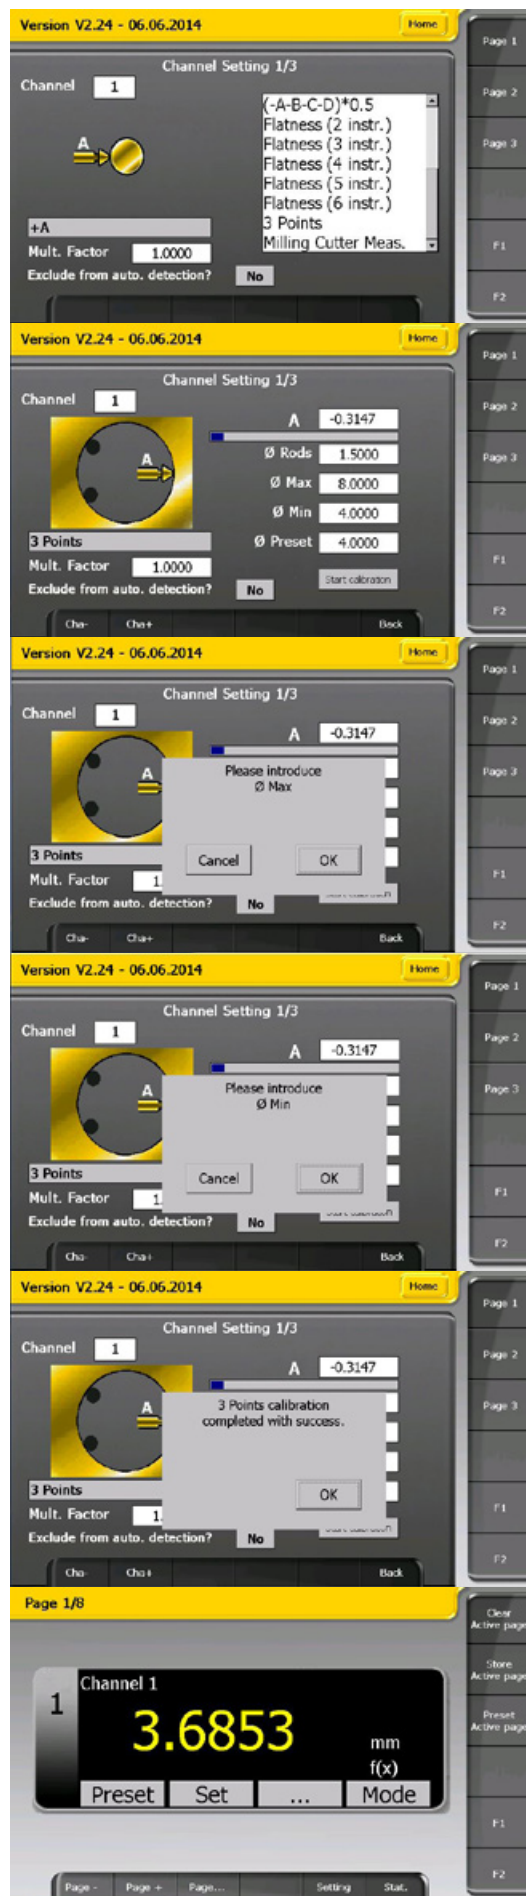 Version V2.24 - 06.06.2014
Home
Page 1
Channel Setting 1/3
Channel 1
Page 2
(-A-B-C-D)*0.5
Flatness (2 instr.)
Flatness (3 instr.)
Flatness (4 instr.)
Flatness (5 instr.)
Flatness (6 instr.)
3 Points
Milling Cutter Meas.
A
Page 3
+A
Mult. Factor 1.0000
F1
Exclude from auto. detection? No
F2
Version V2.24 - 06.06.2014
Home
Page 1
Channel Setting 1/3
Channel 1
Page 2
A -0.3147
A
Ø Rods 1.5000
Page 3
Ø Max 8.0000
Ø Min 4.0000
3 Points
Ø Preset 4.0000
Mult. Factor 1.0000
F1
Start calibration
Exclude from auto. detection? No
F2
Cha- Cha+ Back
Version V2.24 - 06.06.2014
Home
Page 1
Channel Setting 1/3
Channel 1
Page 2
A -0.3147
A
Please introduce
Ø Max
Page 3
Cancel OK
3 Points
Mult. Factor 1.
F1
Exclude from auto. detection? No
F2
Cha- Cha+ Back
Version V2.24 - 06.06.2014
Home
Page 1
Channel Setting 1/3
Channel 1
Page 2
A -0.3147
A
Please introduce
Ø Min
Page 3
Cancel OK
3 Points
Mult. Factor 1.
F1
Exclude from auto. detection? No
F2
Cha- Cha+ Back
Version V2.24 - 06.06.2014
Home
Page 1
Channel Setting 1/3
Channel 1
Page 2
A -0.3147
A
3 Points calibration
completed with success.
Page 3
OK
3 Points
Mult. Factor 1.
F1
Exclude from auto. detection? No
F2
Cha- Cha+ Back
Page 1/8
Clear
Active page
Store
Active page
Preset
Active page
1
Channel 1
3.6853
mm
f(x)
Preset Set ... Mode
F1
F2
Page - Page + Page... Setting Stat.